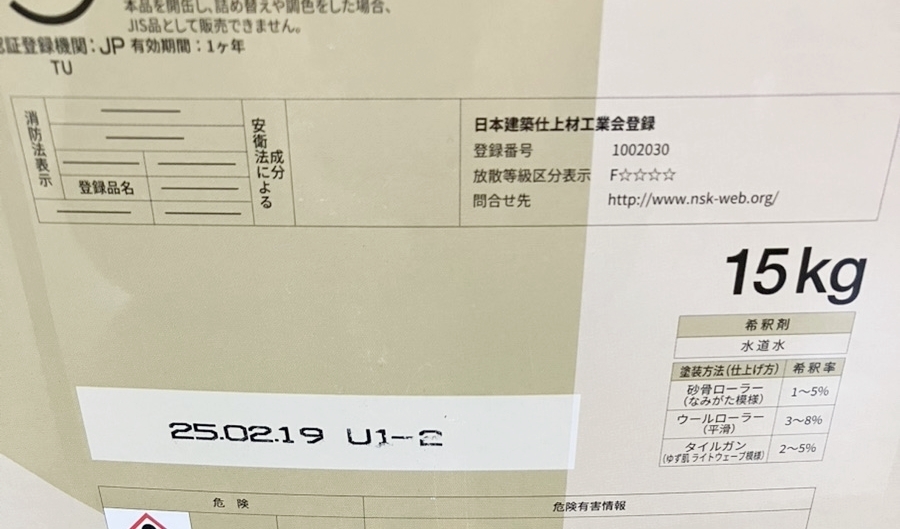 本品を開缶し、詰め替えや調色をした場合、
JIS品として販売できません。
認証登録機関：JP 有効期間：1ヶ年
TU
消防法表示
登録品名
安衛法による
成分
日本建築仕上材工業会登録
登録番号 1002030
放散等級区分表示 F☆☆☆☆
問合せ先 http://www.nsk-web.org/
15kg
希釈剤
水道水
塗装方法（仕上げ方） 希釈率
砂骨ローラー
（なみがた模様） 1～5%
ウールローラー
（平滑） 3～8%
タイルガン
（ゆず肌 ライトウェーブ模様） 2～5%
25.02.19 U1-2
危険 危険有害情報